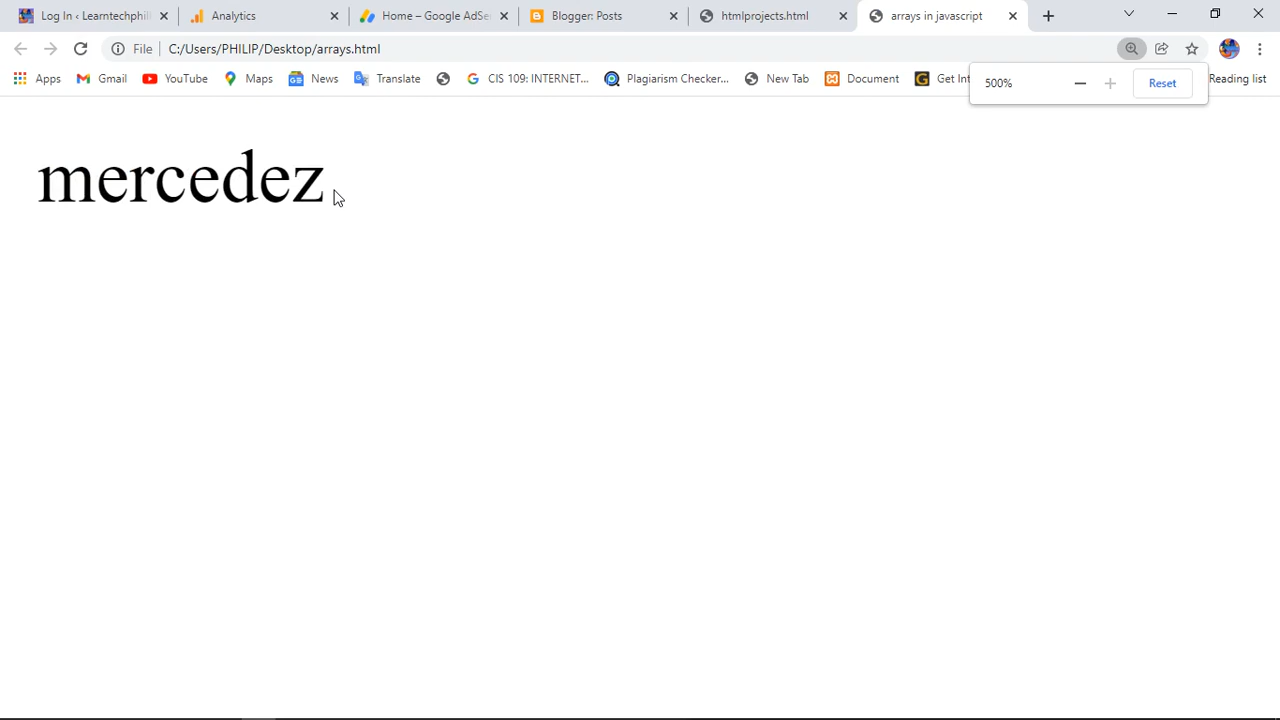 Log In ‹ Learntechphil Analytics Home – Google AdSe Blogger: Posts htmlprojects.html arrays in javascript
File C:/Users/PHILIP/Desktop/arrays.html
Apps Gmail YouTube Maps News Translate CIS 109: INTERNET... Plagiarism Checker... New Tab Document Get Int Reading list
500% Reset
mercedez